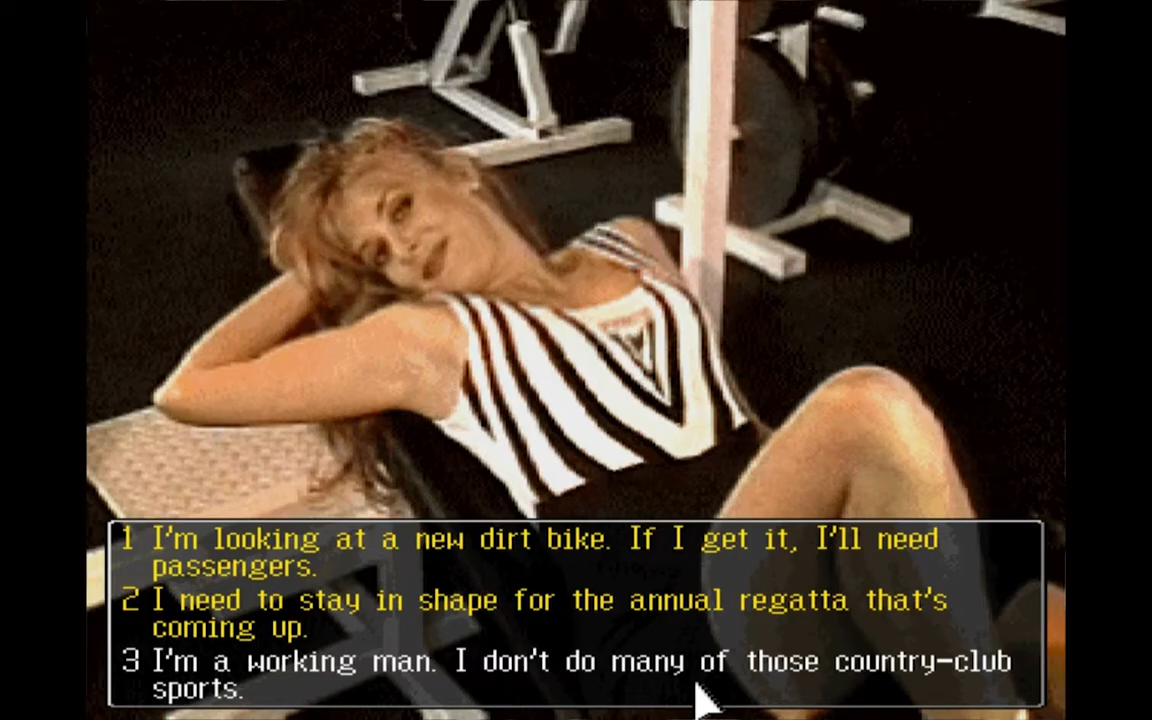 1 I'm looking at a new dirt bike. If I get it, I'll need
passengers.
2 I need to stay in shape for the annual regatta that's
coming up.
3 I'm a working man. I don't do many of those country-club
sports.